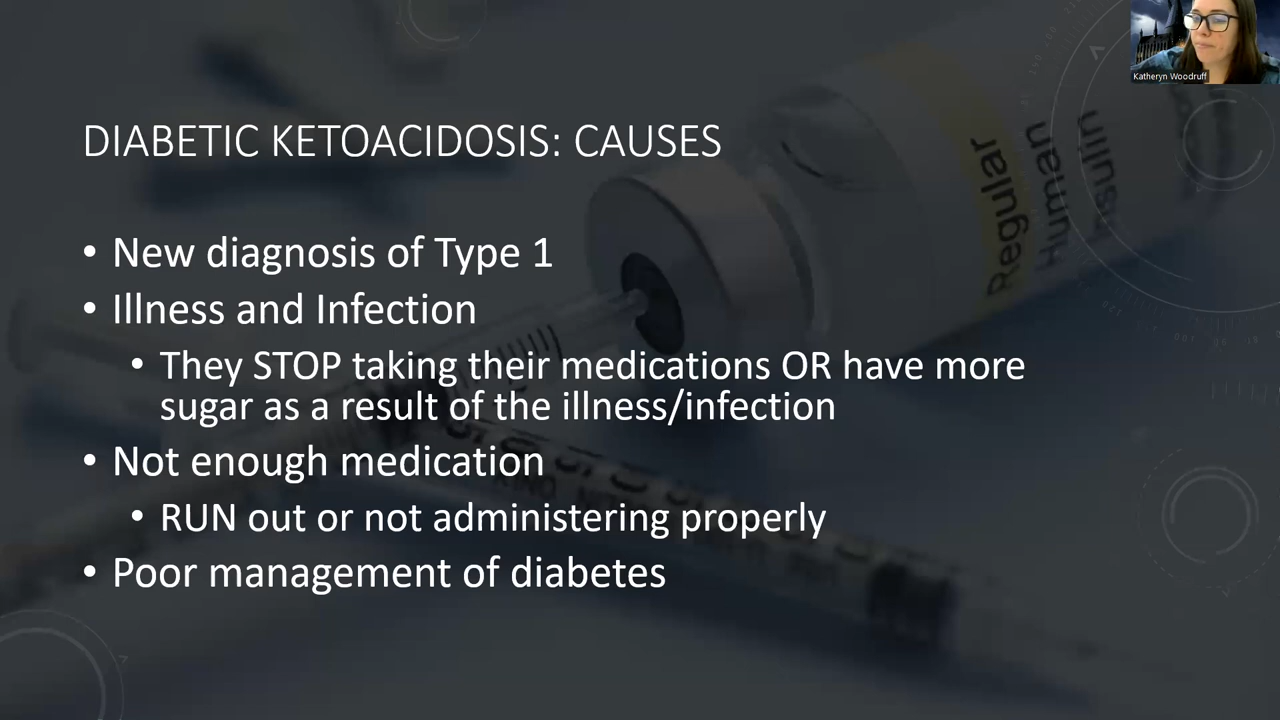 Katheryn Woodruff
DIABETIC KETOACIDOSIS: CAUSES
• New diagnosis of Type 1
• Illness and Infection
• They STOP taking their medications OR have more
sugar as a result of the illness/infection
• Not enough medication
• RUN out or not administering properly
• Poor management of diabetes
Regular
Human
Insulin